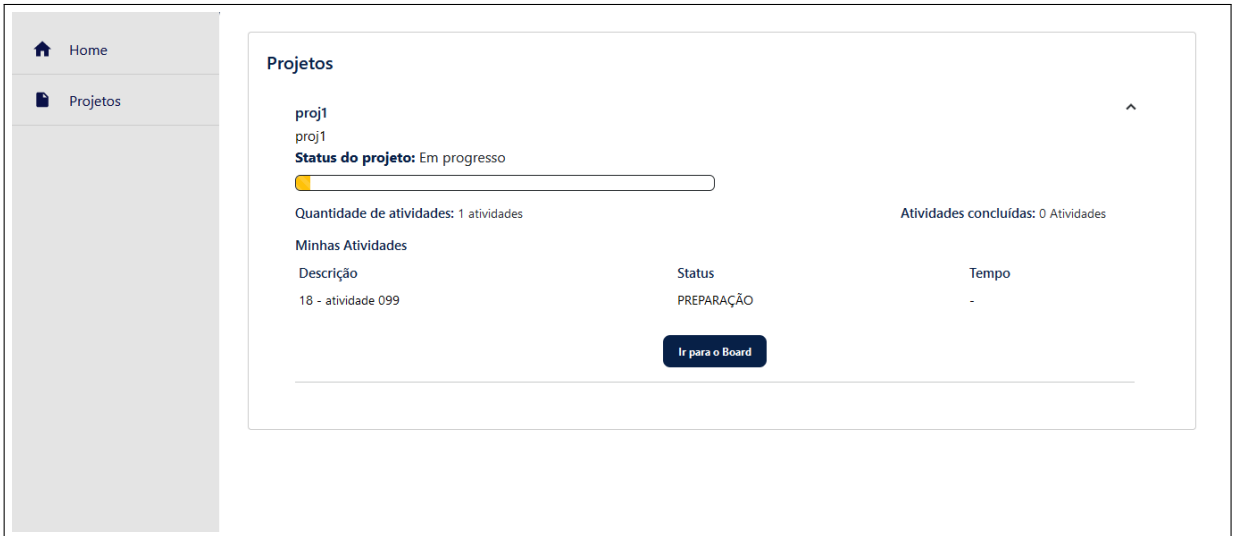 Home
Projetos
Projetos
proj1
proj1
Status do projeto: Em progresso
Quantidade de atividades: 1 atividades
Atividades concluídas: 0 Atividades
Minhas Atividades
Descrição Status Tempo
18 - atividade 099 PREPARAÇÃO -
Ir para o Board